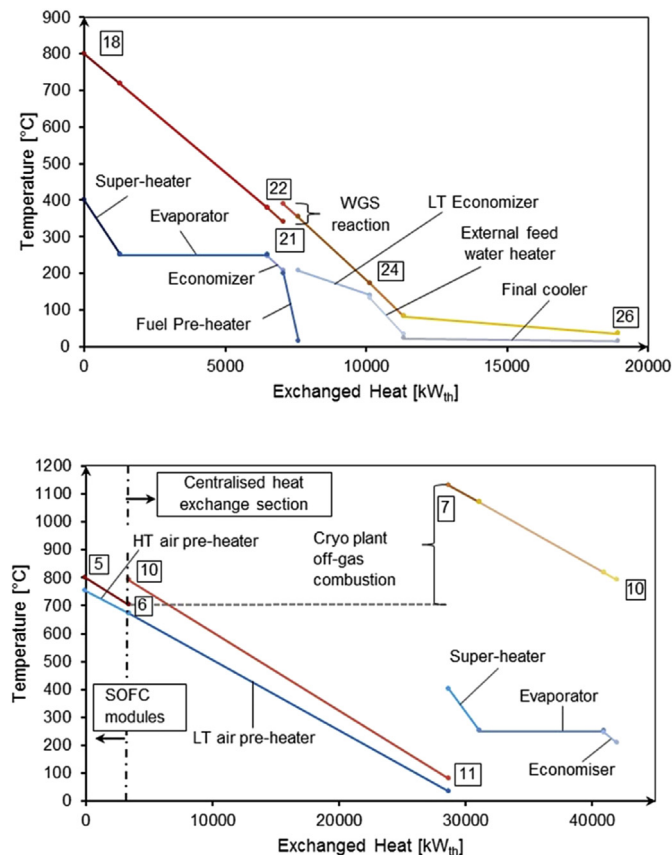 900
800
700
600
500
400
300
200
100
0
Temperature [°C]
18
Super-heater
Evaporator
Economizer
Fuel Pre-heater
22
21
WGS
reaction
LT Economizer
24
External feed
water heater
Final cooler
26
0
5000
10000
15000
20000
Exchanged Heat [kWth]
1200
1100
1000
900
800
700
600
500
400
300
200
100
0
Temperature [°C]
Centralised heat
exchange section
HT air pre-heater
5
10
6
Cryo plant
off-gas
combustion
7
10
SOFC
modules
LT air pre-heater
11
Super-heater
Evaporator
Economiser
0
10000
20000
30000
40000
Exchanged Heat [kWth]